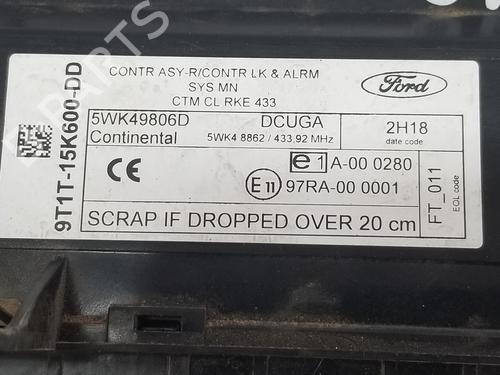 CONTR ASY-R/CONTR LK & ALRM
SYS MN
CTM CL RKE 433
Ford
9T1T-15K600-DD
5WK49806D DCUGA
Continental 5WK4 8862 / 433,92 MHz
2H18
date code
CE
e1 A-00 0280
E11 97RA-00 0001
FT_011
EOL code
SCRAP IF DROPPED OVER 20 cm